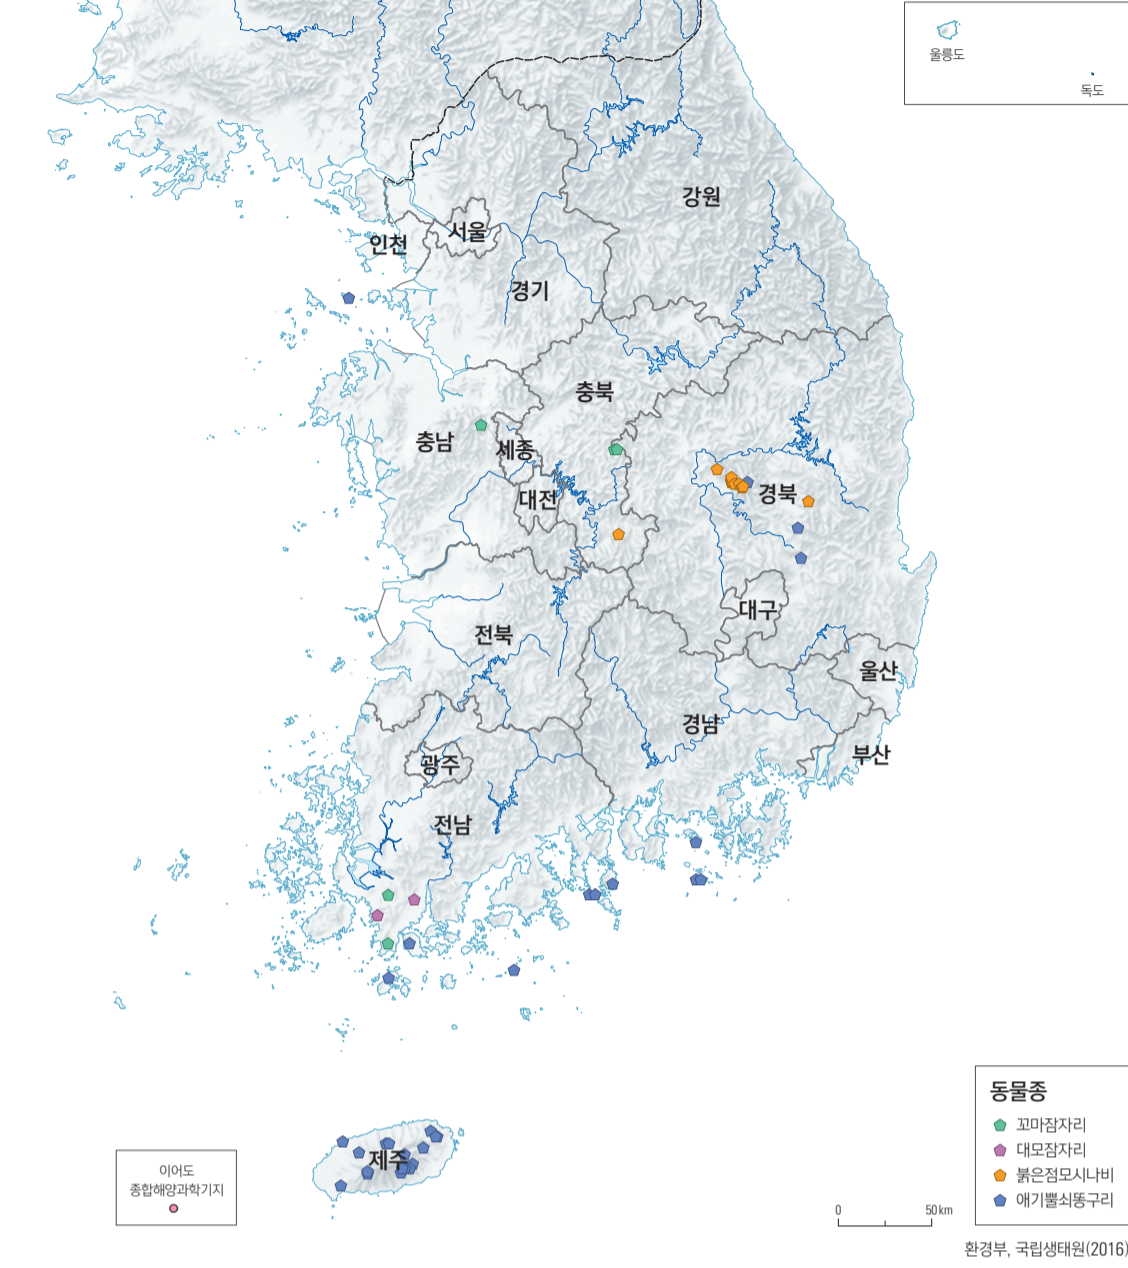 울릉도
독도
강원
서울
인천
경기
충북
충남
세종
대전
경북
대구
전북
울산
경남
부산
광주
전남
제주
이어도
종합해양과학기지
동물종
꼬마잠자리
대모잠자리
붉은점모시나비
애기뿔쇠똥구리
0 50km
환경부, 국립생태원(2016)